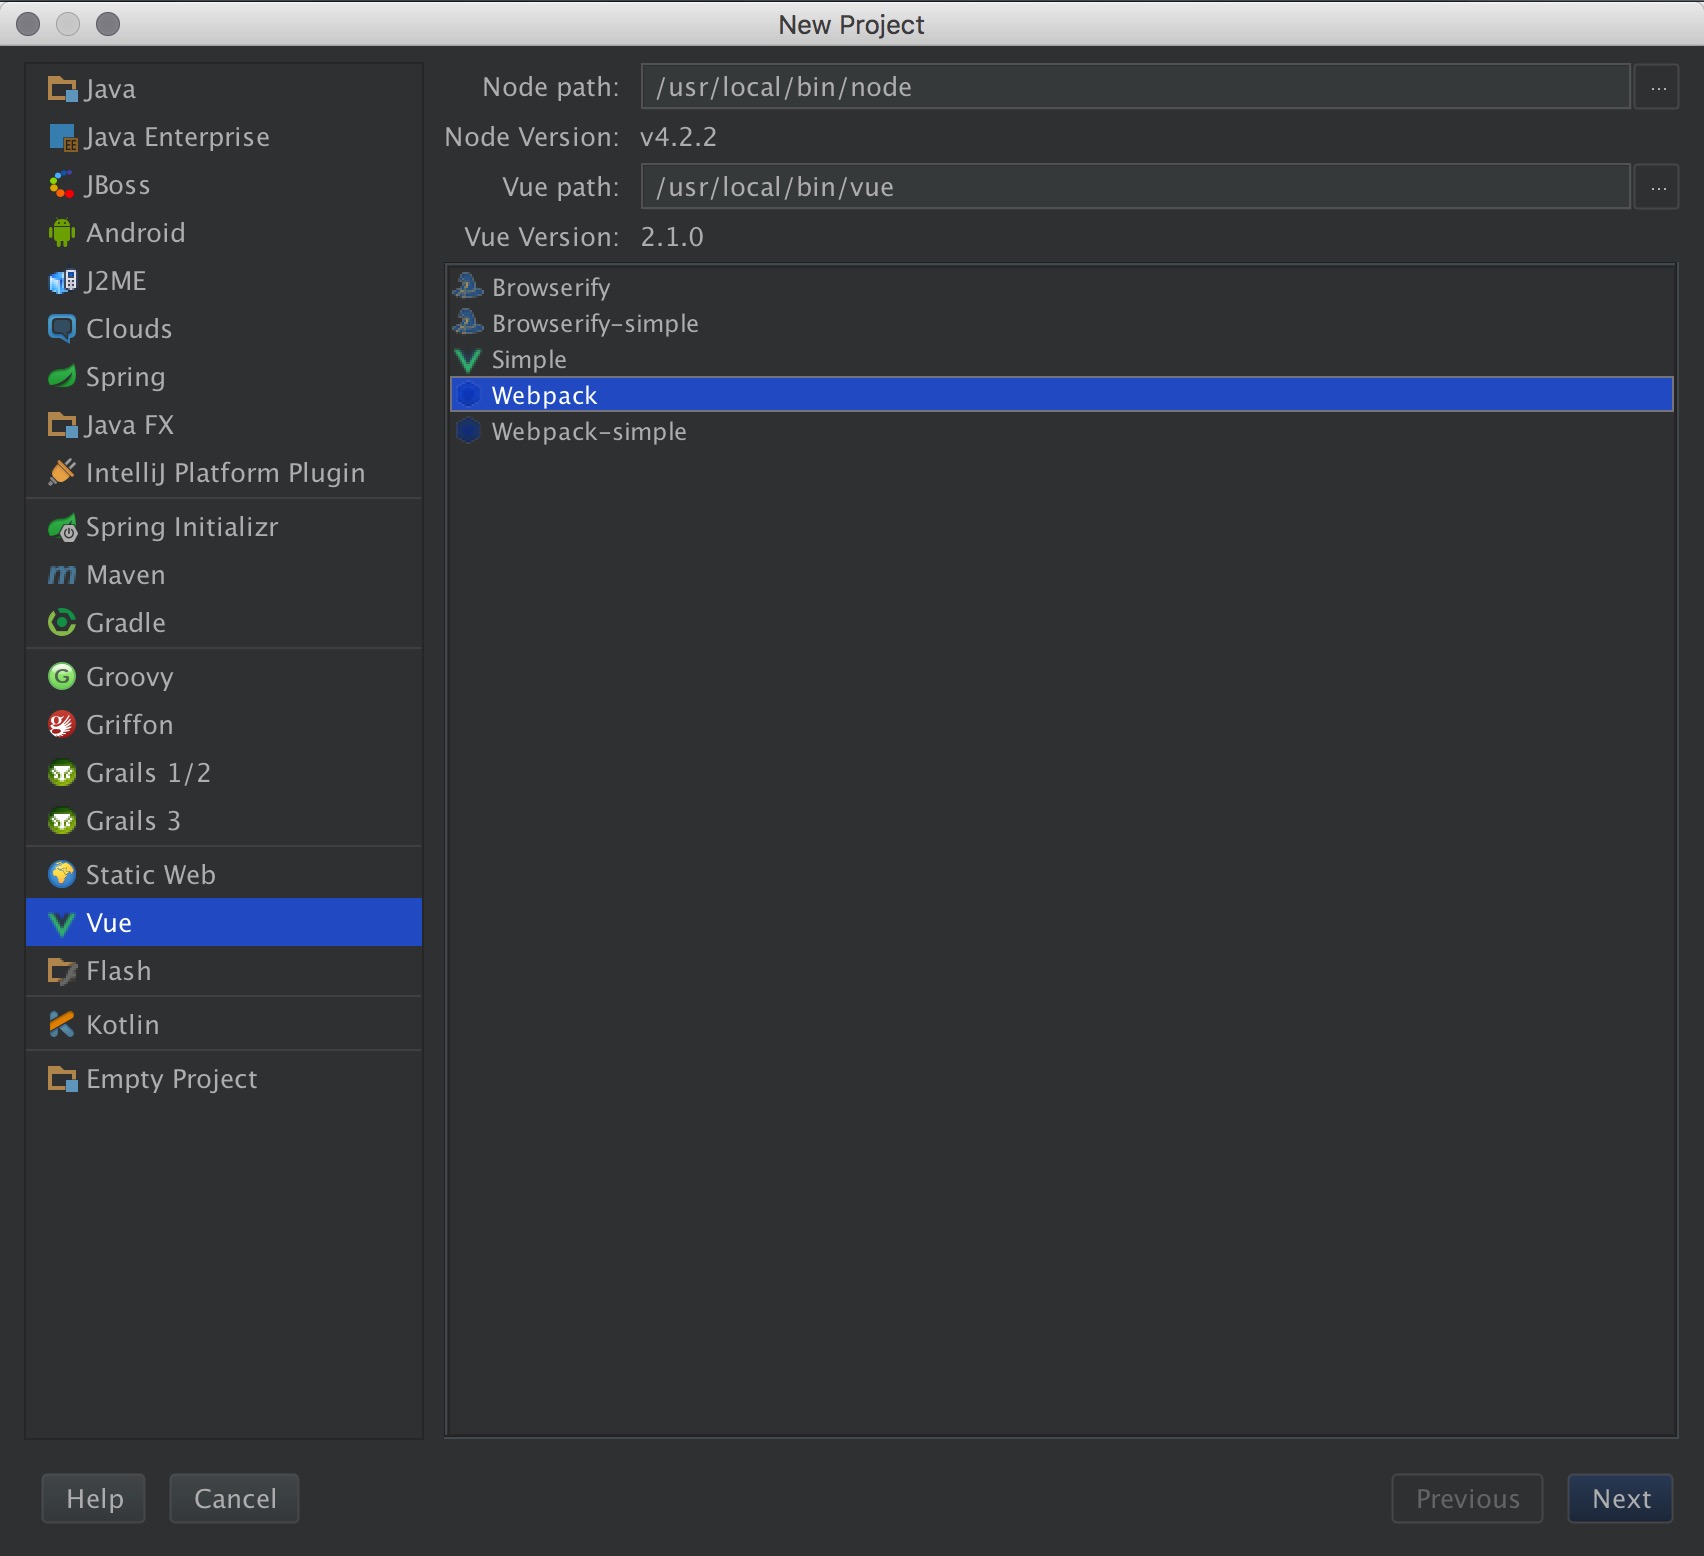 New Project
Java
Java Enterprise
JBoss
Android
J2ME
Clouds
Spring
Java FX
IntelliJ Platform Plugin
Spring Initializr
Maven
Gradle
Groovy
Griffon
Grails 1/2
Grails 3
Static Web
Vue
Flash
Kotlin
Empty Project
Node path: /usr/local/bin/node ...
Node Version: v4.2.2
Vue path: /usr/local/bin/vue ...
Vue Version: 2.1.0
Browserify
Browserify-simple
Simple
Webpack
Webpack-simple
Help Cancel Previous Next